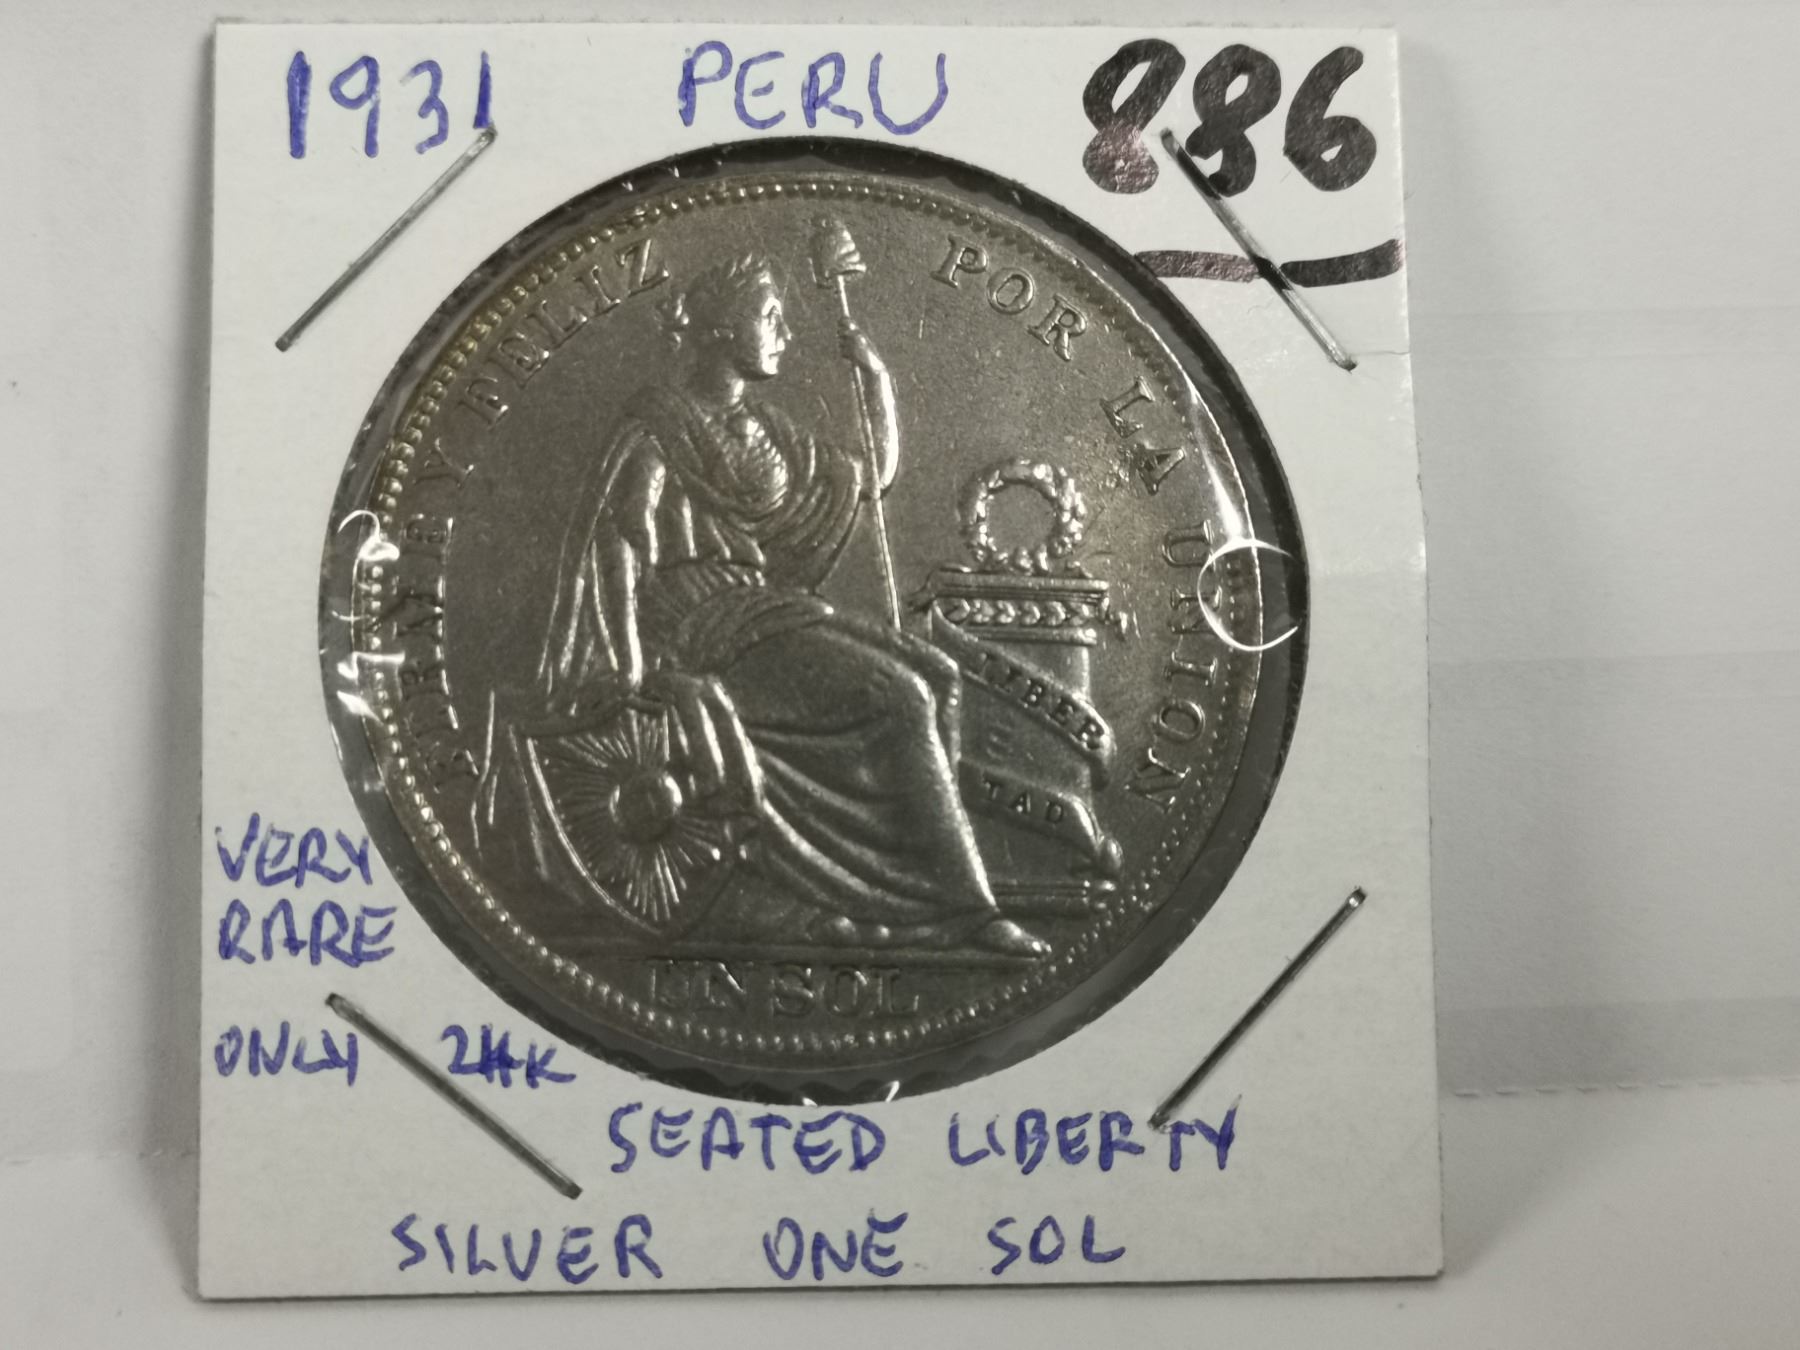 1931 PERU 886
FIRME Y FELIZ POR LA UNION
LIBER
TAD
UN SOL
VERY
RARE
ONLY 24K
SEATED LIBERTY
SILVER ONE SOL